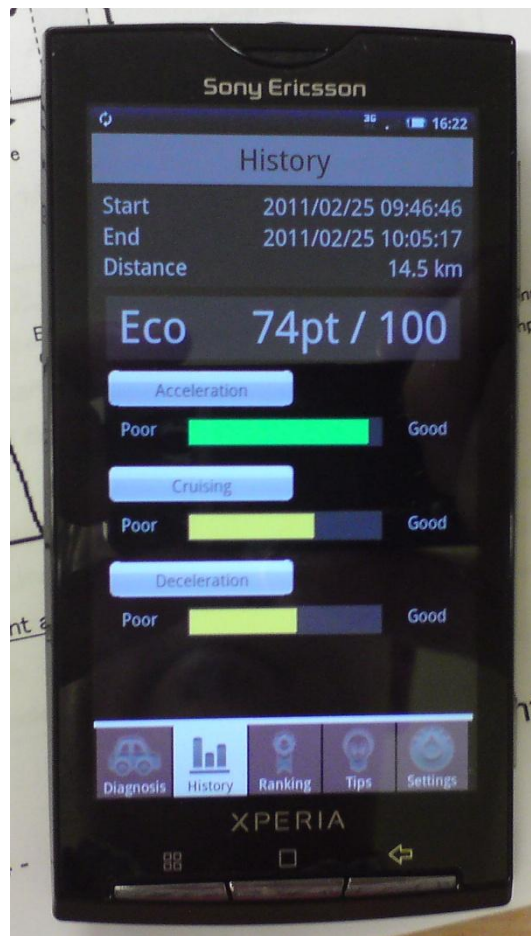 Sony Ericsson
3G 16:22
History
Start 2011/02/25 09:46:46
End 2011/02/25 10:05:17
Distance 14.5 km
Eco 74pt / 100
Acceleration
Poor Good
Cruising
Poor Good
Deceleration
Poor Good
Diagnosis History Ranking Tips Settings
XPERIA